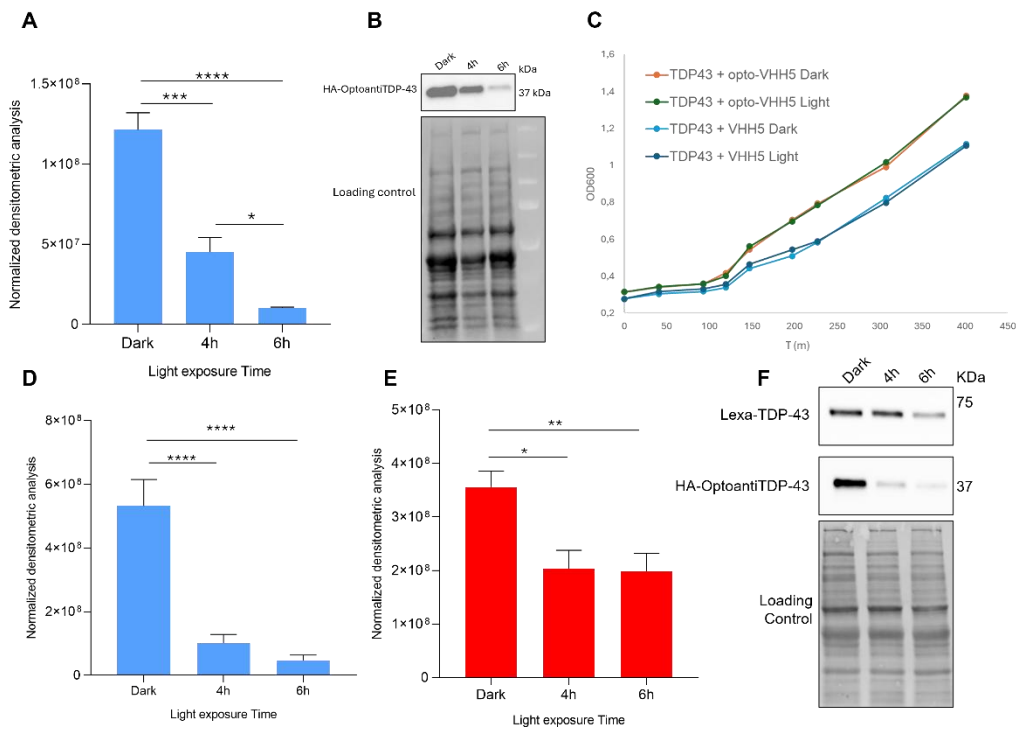 A
Normalized densitometric analysis
1.5×10⁸
1×10⁸
5×10⁷
0
****
***
*
Dark
4h
6h
Light exposure Time
B
Dark
4h
6h
kDa
HA-OptoantiTDP-43
37 kDa
Loading control
C
OD600
1,6
1,4
1,2
1
0,8
0,6
0,4
0,2
TDP43 + opto-VHH5 Dark
TDP43 + opto-VHH5 Light
TDP43 + VHH5 Dark
TDP43 + VHH5 Light
0
50
100
150
200
250
300
350
400
450
T (m)
D
Normalized densitometric analysis
8×10⁸
6×10⁸
4×10⁸
2×10⁸
0
****
****
Dark
4h
6h
Light exposure Time
E
Normalized densitometric analysis
5×10⁸
4×10⁸
3×10⁸
2×10⁸
1×10⁸
0
**
*
Dark
4h
6h
Light exposure Time
F
Dark
4h
6h
KDa
Lexa-TDP-43
75
HA-OptoantiTDP-43
37
Loading
Control